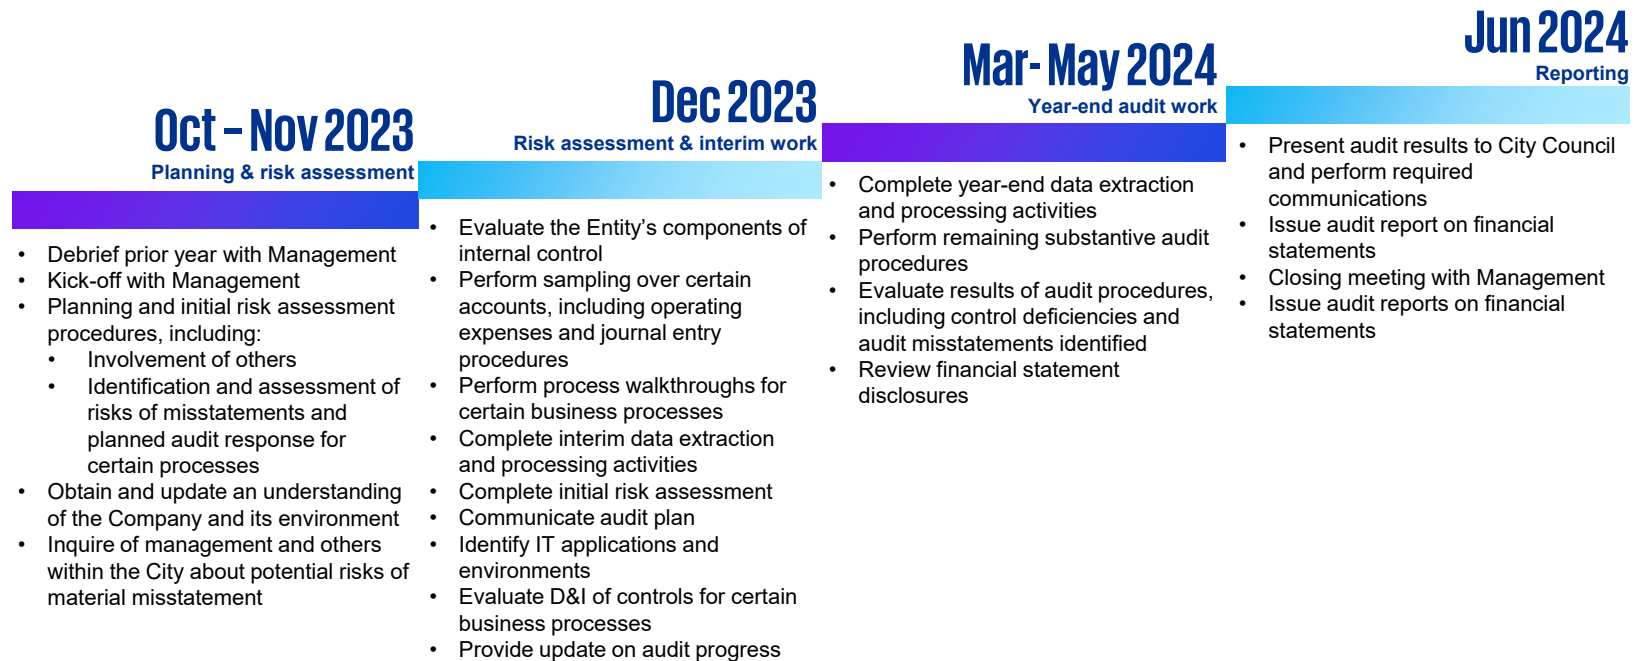 Oct – Nov 2023
Planning & risk assessment
• Debrief prior year with Management
• Kick-off with Management
• Planning and initial risk assessment
procedures, including:
• Involvement of others
• Identification and assessment of
risks of misstatements and
planned audit response for
certain processes
• Obtain and update an understanding
of the Company and its environment
• Inquire of management and others
within the City about potential risks of
material misstatement
Dec 2023
Risk assessment & interim work
• Evaluate the Entity’s components of
internal control
• Perform sampling over certain
accounts, including operating
expenses and journal entry
procedures
• Perform process walkthroughs for
certain business processes
• Complete interim data extraction
and processing activities
• Complete initial risk assessment
• Communicate audit plan
• Identify IT applications and
environments
• Evaluate D&I of controls for certain
business processes
• Provide update on audit progress
Mar- May 2024
Year-end audit work
• Complete year-end data extraction
and processing activities
• Perform remaining substantive audit
procedures
• Evaluate results of audit procedures,
including control deficiencies and
audit misstatements identified
• Review financial statement
disclosures
Jun 2024
Reporting
• Present audit results to City Council
and perform required
communications
• Issue audit report on financial
statements
• Closing meeting with Management
• Issue audit reports on financial
statements